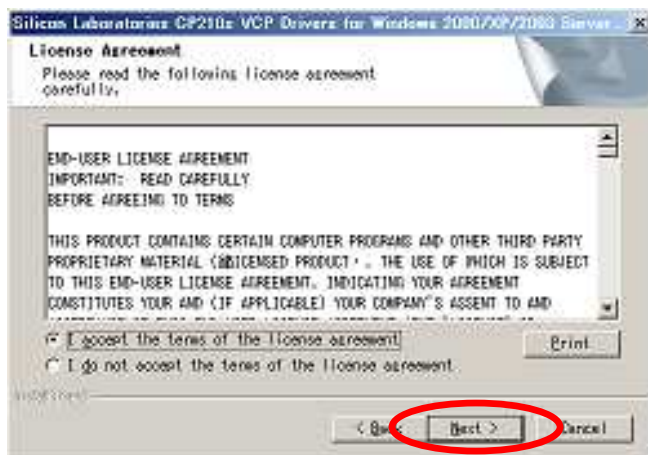 Silicon Laboratories CP210x VCP Drivers for Windows 2000/XP/2003 Server
License Agreement
Please read the following license agreement
carefully.
END-USER LICENSE AGREEMENT
IMPORTANT: READ CAREFULLY
BEFORE AGREEING TO TERMS
THIS PRODUCT CONTAINS CERTAIN COMPUTER PROGRAMS AND OTHER THIRD PARTY
PROPRIETARY MATERIAL ( LICENSED PRODUCT・. THE USE OF WHICH IS SUBJECT
TO THIS END-USER LICENSE AGREEMENT. INDICATING YOUR AGREEMENT
CONSTITUTES YOUR AND (IF APPLICABLE) YOUR COMPANY'S ASSENT TO AND
I accept the terms of the license agreement
Print
I do not accept the terms of the license agreement
InstallShield
< Back
Next >
Cancel